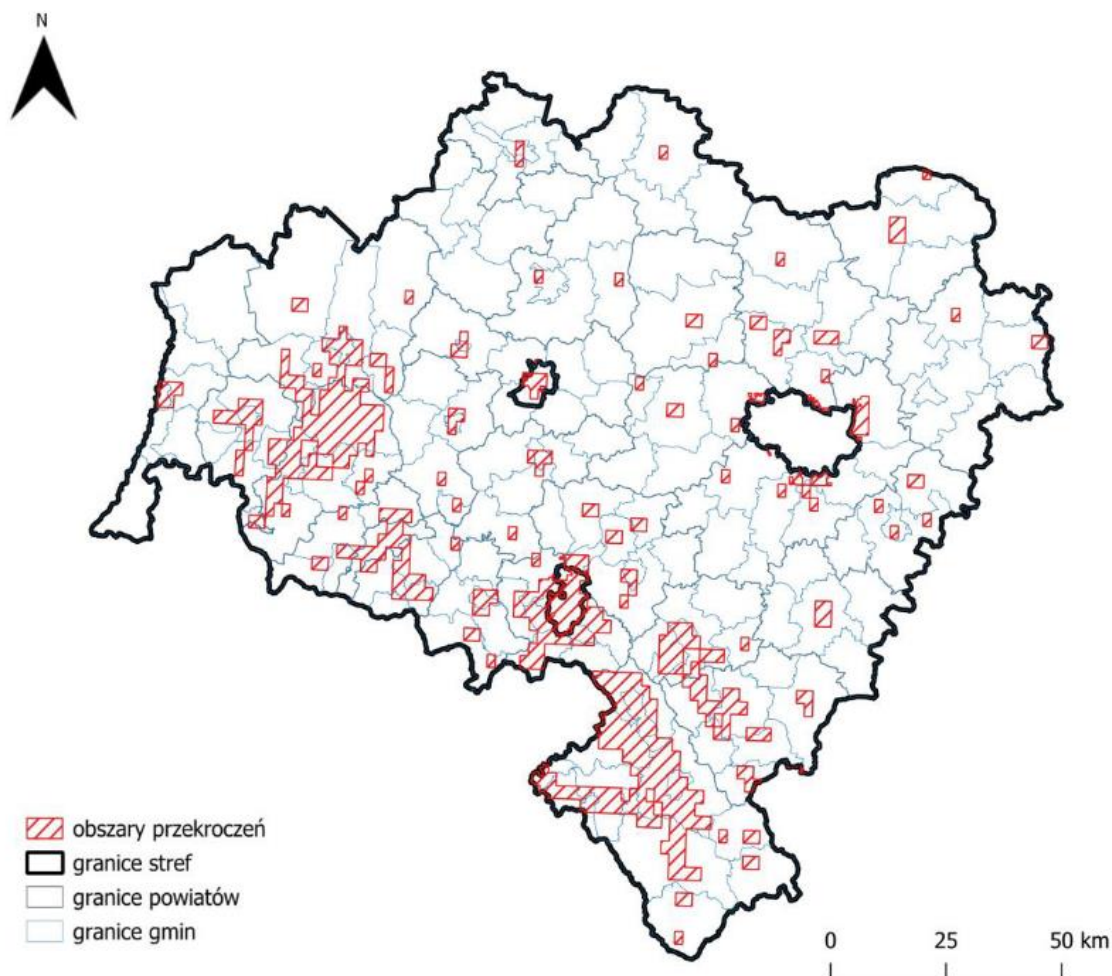 N
obszary przekroczeń
granice stref
granice powiatów
granice gmin
0 25 50 km